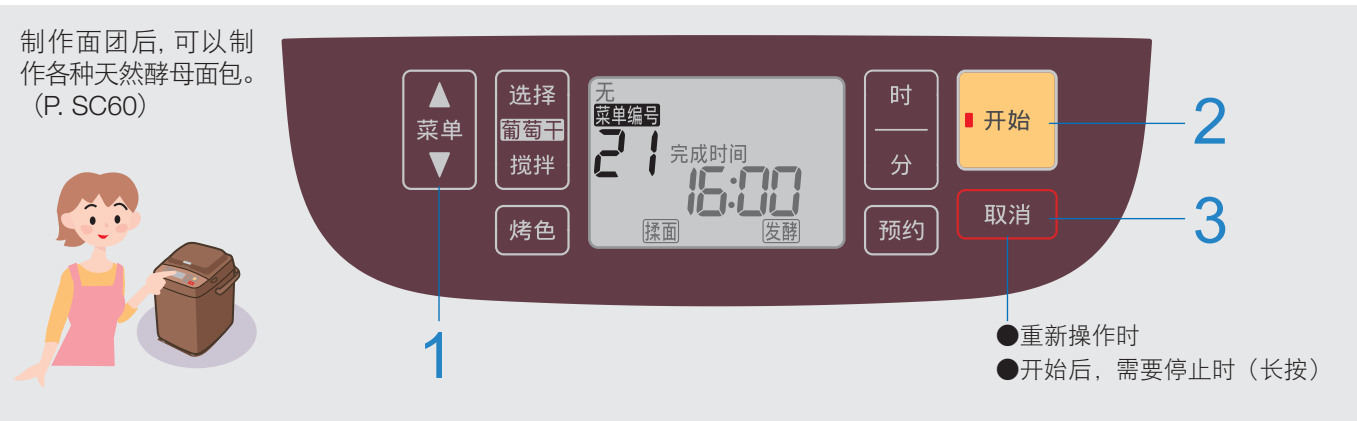 制作面团后, 可以制
作各种天然酵母面包。
（P. SC60）
▲
菜单
▼
选择
葡萄干
搅拌
烤色
无
菜单编号
21
完成时间
16:00
揉面
发酵
时
分
预约
开始
取消
1
2
3
●重新操作时
●开始后，需要停止时（长按）